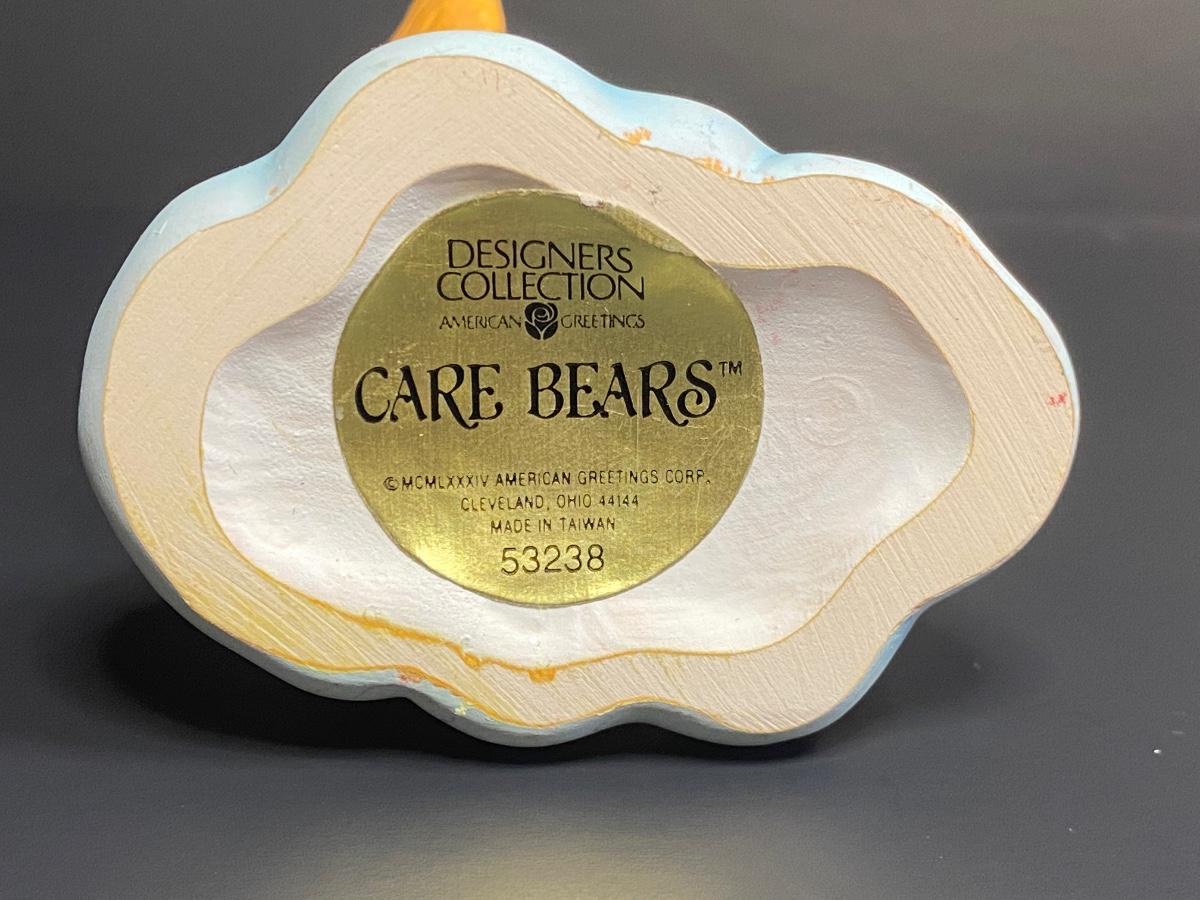 DESIGNERS
COLLECTION
AMERICAN GREETINGS
CARE BEARS™
©MCMLXXXIV AMERICAN GREETINGS CORP.
CLEVELAND, OHIO 44144
MADE IN TAIWAN
53238